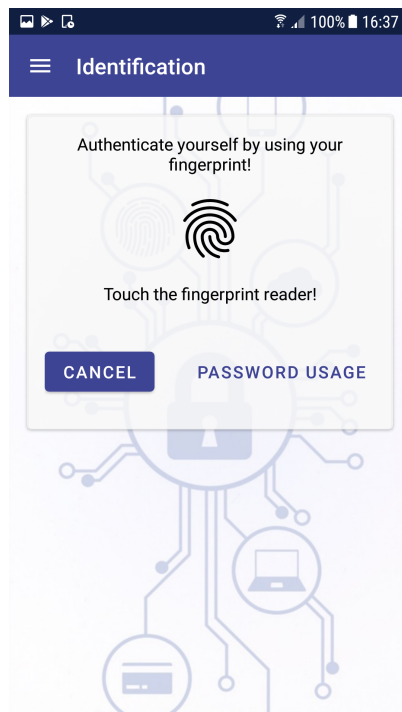 100% 16:37
Identification
Authenticate yourself by using your
fingerprint!
Touch the fingerprint reader!
CANCEL PASSWORD USAGE